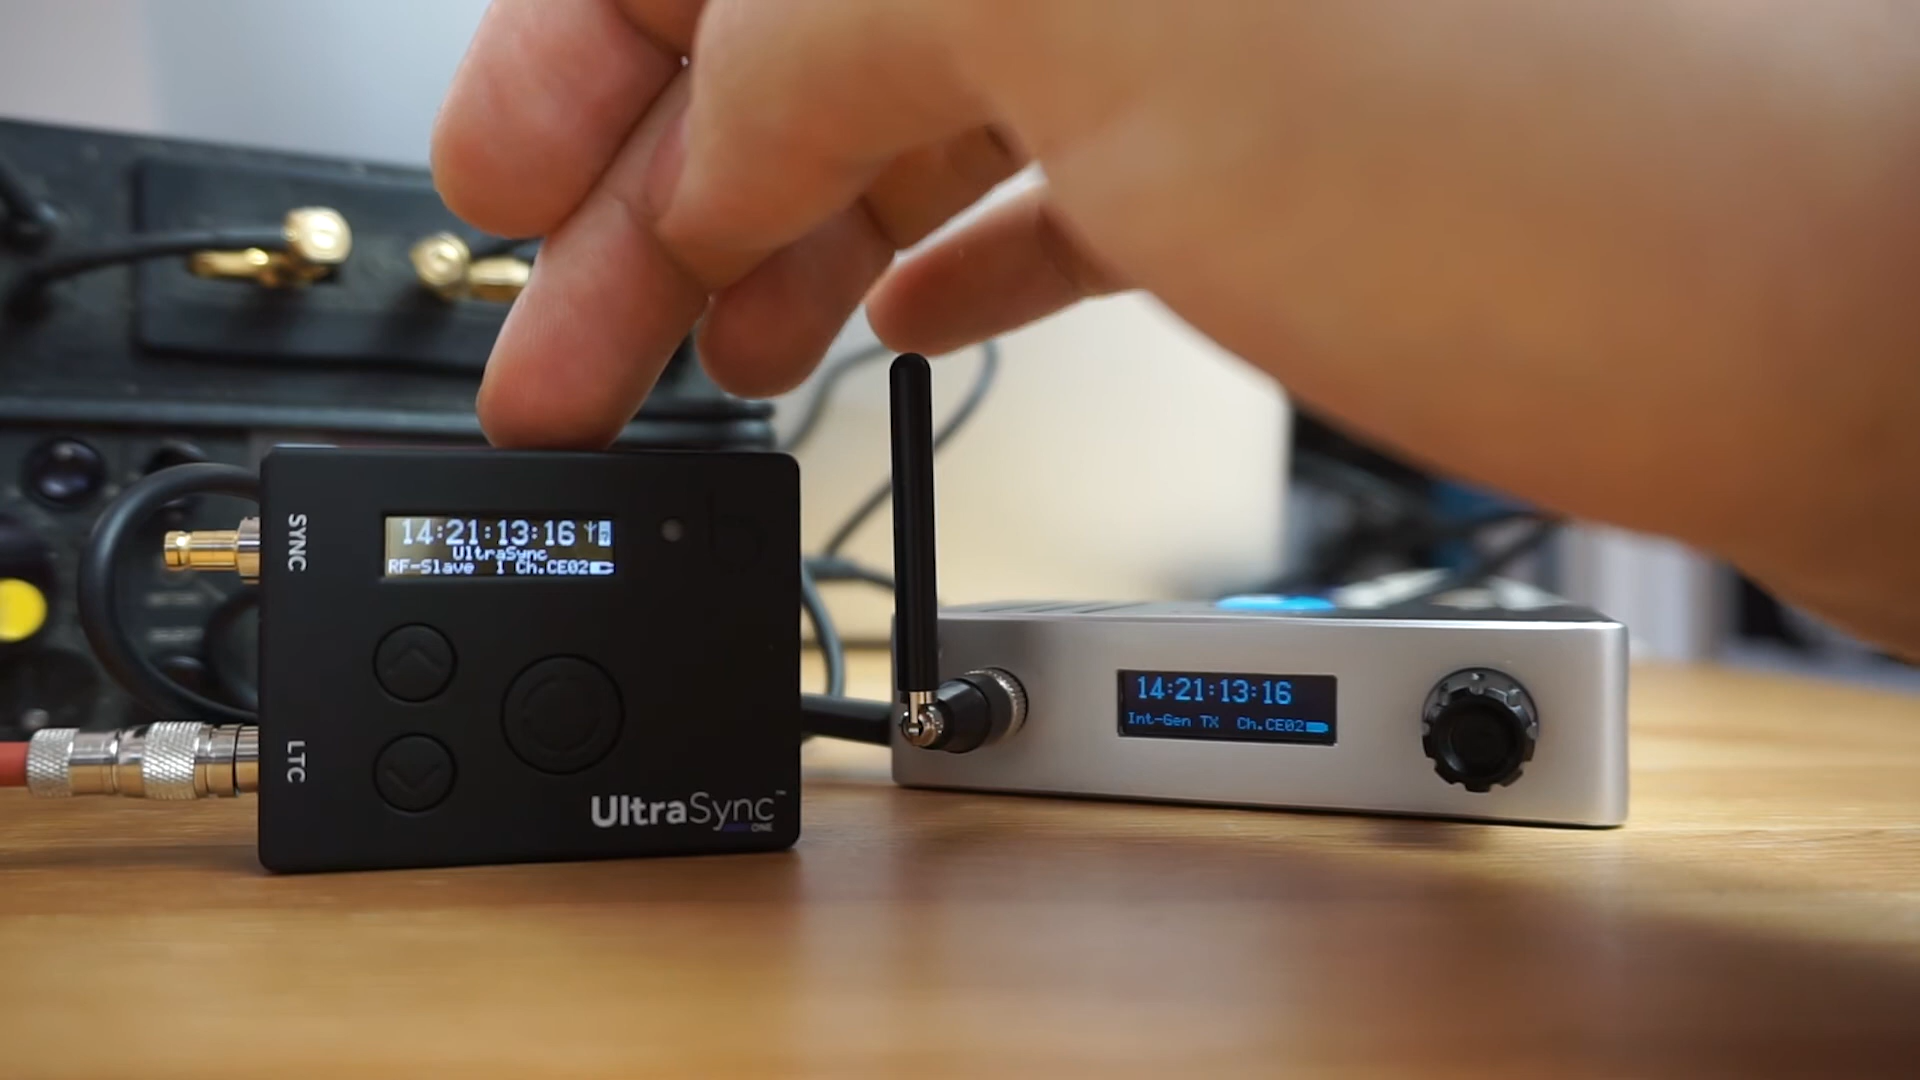 SYNC
14:21:13:16
UltraSync
RF-Slave 1 Ch.CE02
LTC
UltraSync™
ONE
14:21:13:16
Int-Gen TX Ch.CE02